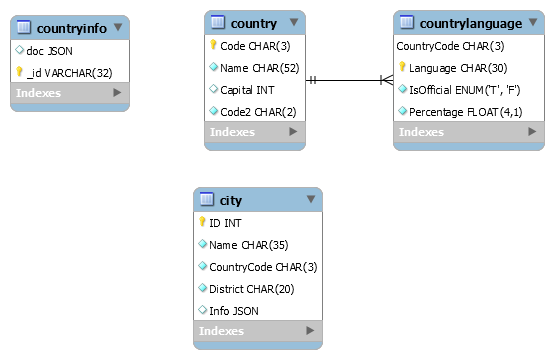 countryinfo
doc JSON
_id VARCHAR(32)
Indexes
country
Code CHAR(3)
Name CHAR(52)
Capital INT
Code2 CHAR(2)
Indexes
countrylanguage
CountryCode CHAR(3)
Language CHAR(30)
IsOfficial ENUM('T', 'F')
Percentage FLOAT(4,1)
Indexes
city
ID INT
Name CHAR(35)
CountryCode CHAR(3)
District CHAR(20)
Info JSON
Indexes